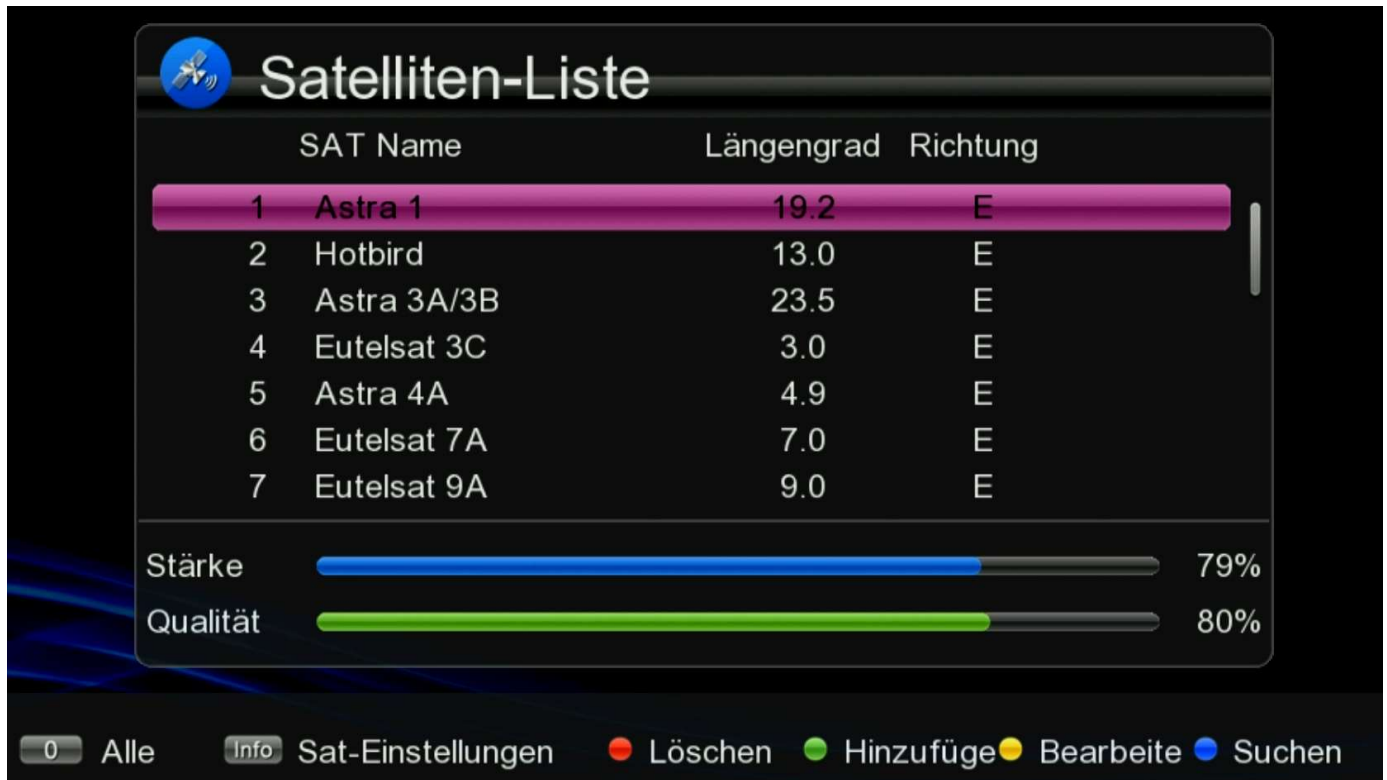 Satelliten-Liste
SAT Name Längengrad Richtung
1 Astra 1 19.2 E
2 Hotbird 13.0 E
3 Astra 3A/3B 23.5 E
4 Eutelsat 3C 3.0 E
5 Astra 4A 4.9 E
6 Eutelsat 7A 7.0 E
7 Eutelsat 9A 9.0 E
Stärke 79%
Qualität 80%
0 Alle Info Sat-Einstellungen Löschen Hinzufüge Bearbeite Suchen